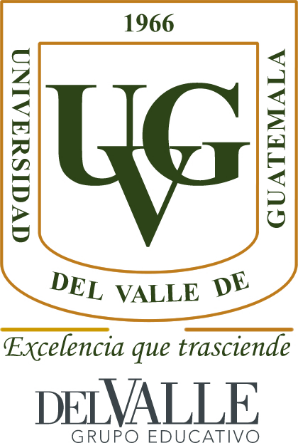 1966
UNIVERSIDAD
DEL VALLE DE
GUATEMALA
UVG
Excelencia que trasciende
DELVALLE
GRUPO EDUCATIVO